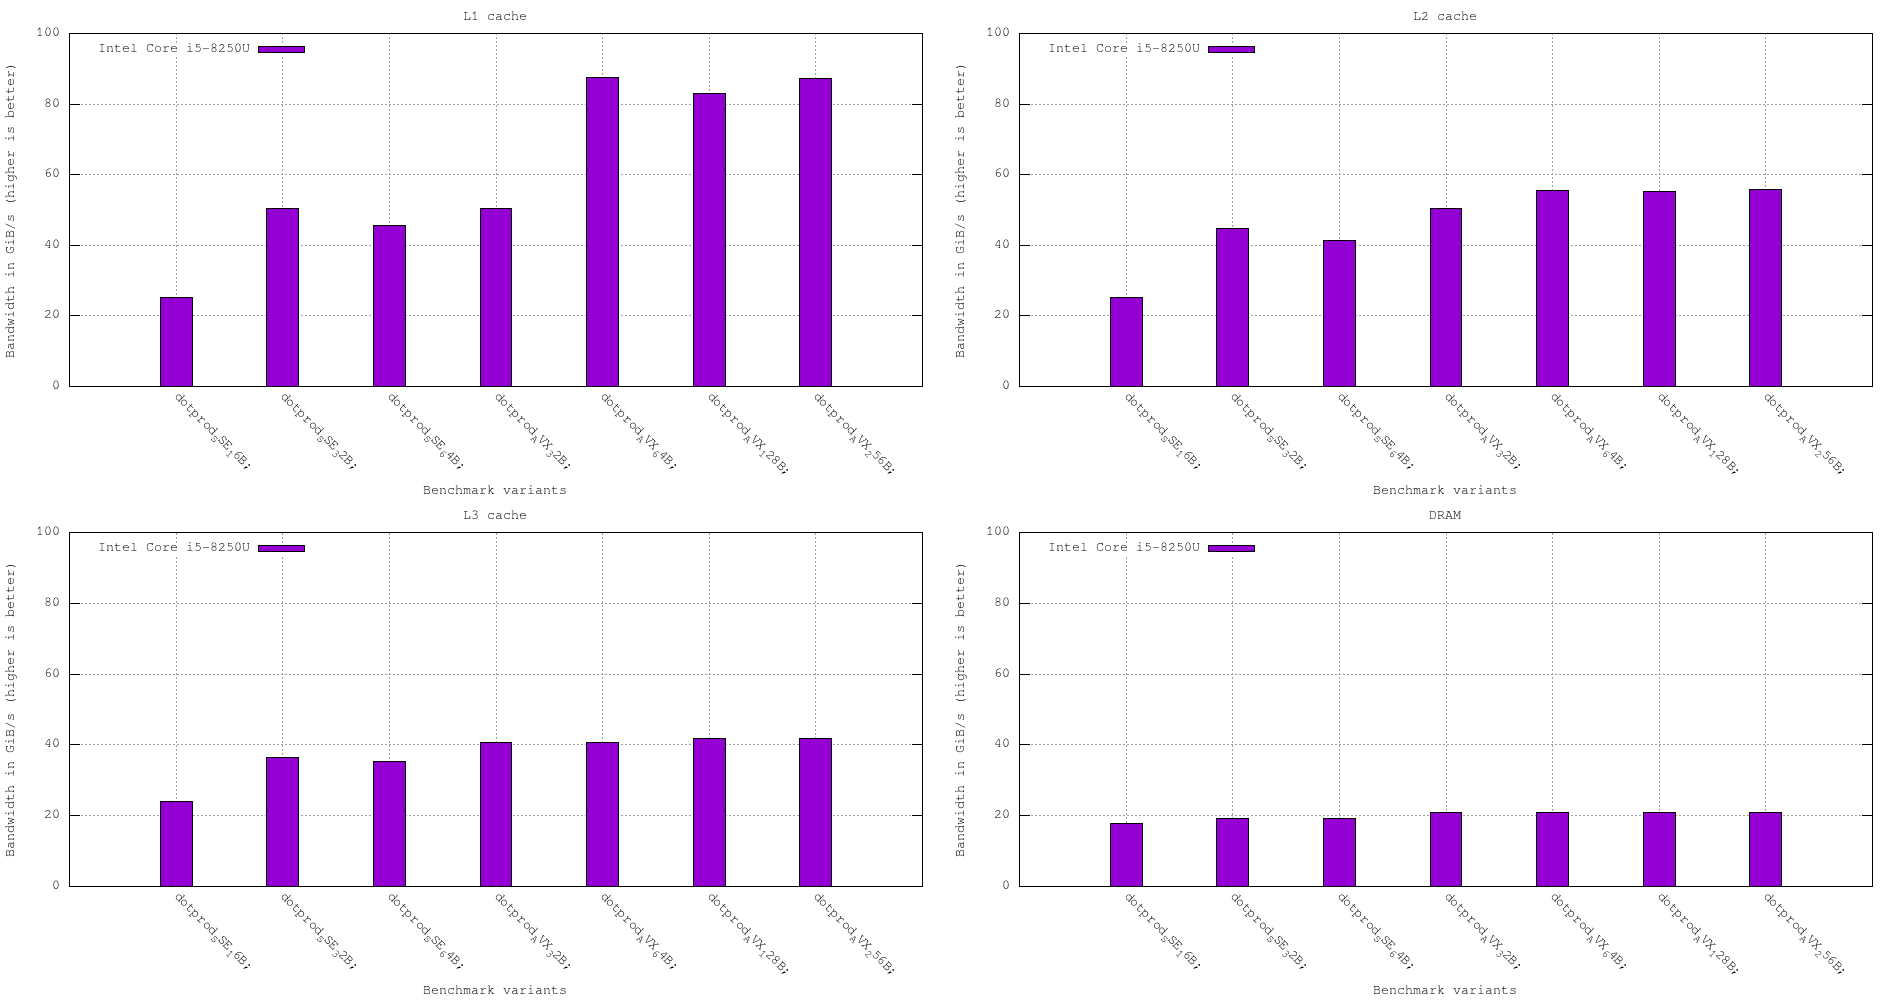 L1 cache
Intel Core i5-8250U
Bandwidth in GiB/s (higher is better)
100
80
60
40
20
0
dotprod_SSE_16B;
dotprod_SSE_32B;
dotprod_SSE_64B;
dotprod_AVX_32B;
dotprod_AVX_64B;
dotprod_AVX_128B;
dotprod_AVX_256B;
Benchmark variants
L2 cache
Intel Core i5-8250U
Bandwidth in GiB/s (higher is better)
100
80
60
40
20
0
dotprod_SSE_16B;
dotprod_SSE_32B;
dotprod_SSE_64B;
dotprod_AVX_32B;
dotprod_AVX_64B;
dotprod_AVX_128B;
dotprod_AVX_256B;
Benchmark variants
L3 cache
Intel Core i5-8250U
Bandwidth in GiB/s (higher is better)
100
80
60
40
20
0
dotprod_SSE_16B;
dotprod_SSE_32B;
dotprod_SSE_64B;
dotprod_AVX_32B;
dotprod_AVX_64B;
dotprod_AVX_128B;
dotprod_AVX_256B;
Benchmark variants
DRAM
Intel Core i5-8250U
Bandwidth in GiB/s (higher is better)
100
80
60
40
20
0
dotprod_SSE_16B;
dotprod_SSE_32B;
dotprod_SSE_64B;
dotprod_AVX_32B;
dotprod_AVX_64B;
dotprod_AVX_128B;
dotprod_AVX_256B;
Benchmark variants